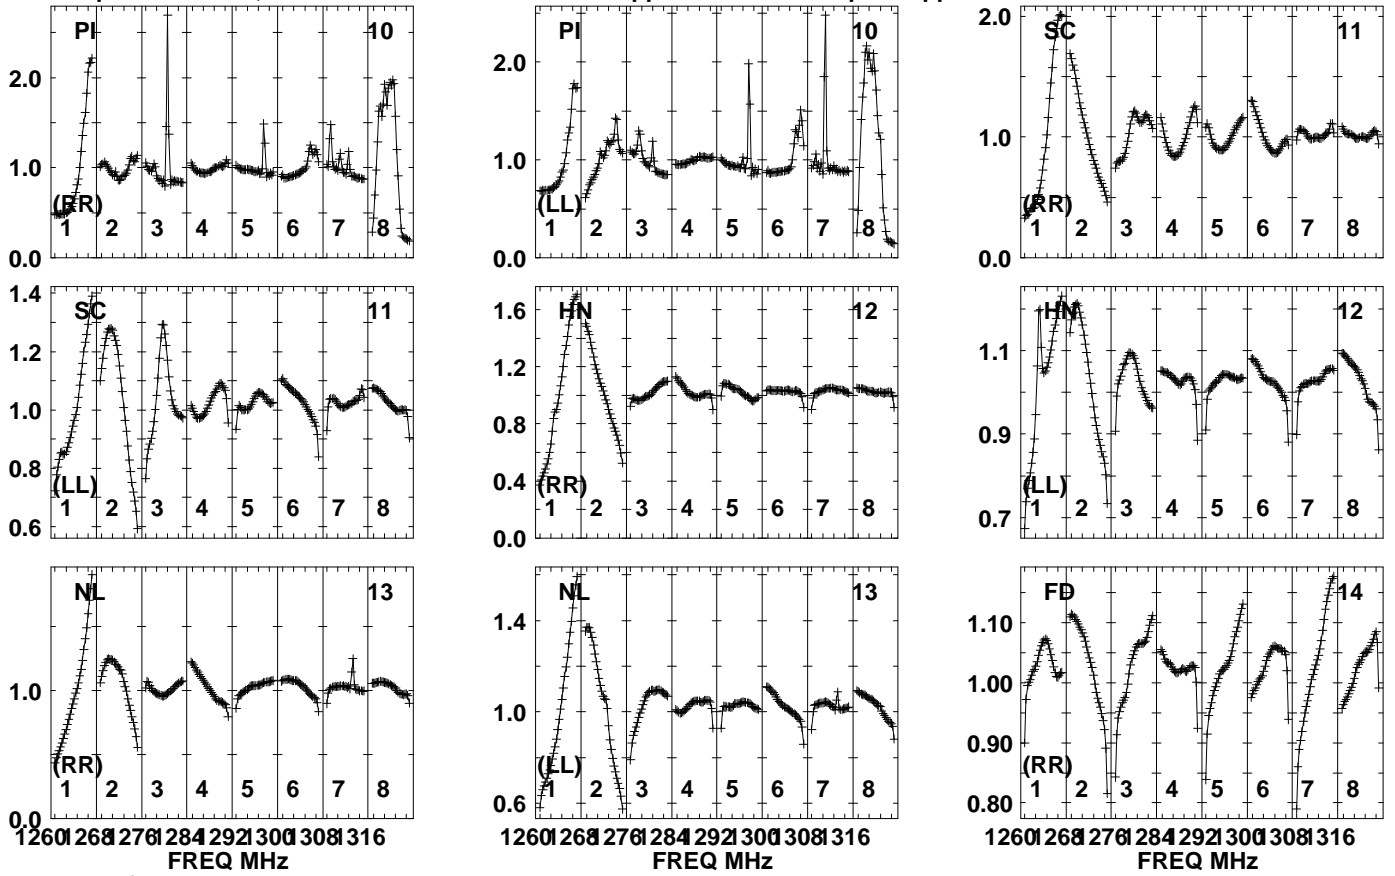 PI 10
2.0
1.0
0.0
(RR)
1 2 3 4 5 6 7 8
PI 10
2.0
1.0
0.0
(LL)
1 2 3 4 5 6 7 8
SC 11
2.0
1.0
0.0
(RR)
1 2 3 4 5 6 7 8
SC 11
1.4
1.2
1.0
0.8
0.6
(LL)
1 2 3 4 5 6 7 8
HN 12
1.6
1.2
0.8
0.4
0.0
(RR)
1 2 3 4 5 6 7 8
HN 12
1.1
0.9
0.7
(LL)
1 2 3 4 5 6 7 8
NL 13
1.0
0.0
(RR)
1 2 3 4 5 6 7 8
1260 1268 1276 1284 1292 1300 1308 1316
FREQ MHz
NL 13
1.4
1.0
0.6
(LL)
1 2 3 4 5 6 7 8
1260 1268 1276 1284 1292 1300 1308 1316
FREQ MHz
FD 14
1.10
1.00
0.90
0.80
(RR)
1 2 3 4 5 6 7 8
1260 1268 1276 1284 1292 1300 1308 1316
FREQ MHz